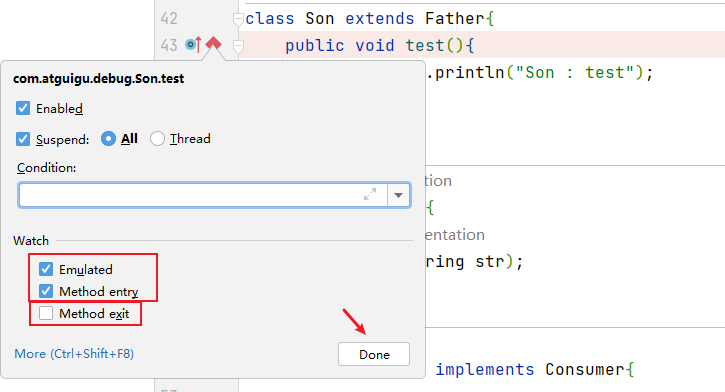 42
class Son extends Father{
43
public void test(){
com.atguigu.debug.Son.test
.println("Son : test");
Enabled
Suspend:
All
Thread
Condition:
tion
{
entation
ring str);
Watch
Emulated
Method entry
Method exit
More (Ctrl+Shift+F8)
Done
implements Consumer{